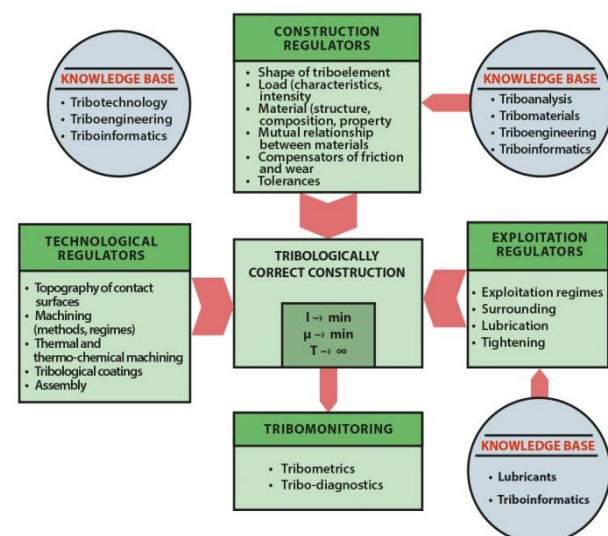 CONSTRUCTION
REGULATORS
• Shape of triboelement
• Load (characteristics,
intensity
• Material (structure,
composition, property
• Mutual relationship
between materials
• Compensators of friction
and wear
• Tolerances
KNOWLEDGE BASE
• Tribotechnology
• Triboengineering
• Triboinformatics
KNOWLEDGE BASE
• Triboanalysis
• Tribomaterials
• Triboengineering
• Triboinformatics
TECHNOLOGICAL
REGULATORS
• Topography of contact
surfaces
• Machining
(methods, regimes)
• Thermal and
thermo-chemical machining
• Tribological coatings
• Assembly
TRIBOLOGICALLY
CORRECT CONSTRUCTION
I -› min
μ -› min
T -› ∞
EXPLOITATION
REGULATORS
• Exploitation regimes
• Surrounding
• Lubrication
• Tightening
TRIBOMONITORING
• Tribometrics
• Tribo-diagnostics
KNOWLEDGE BASE
• Lubricants
• Triboinformatics